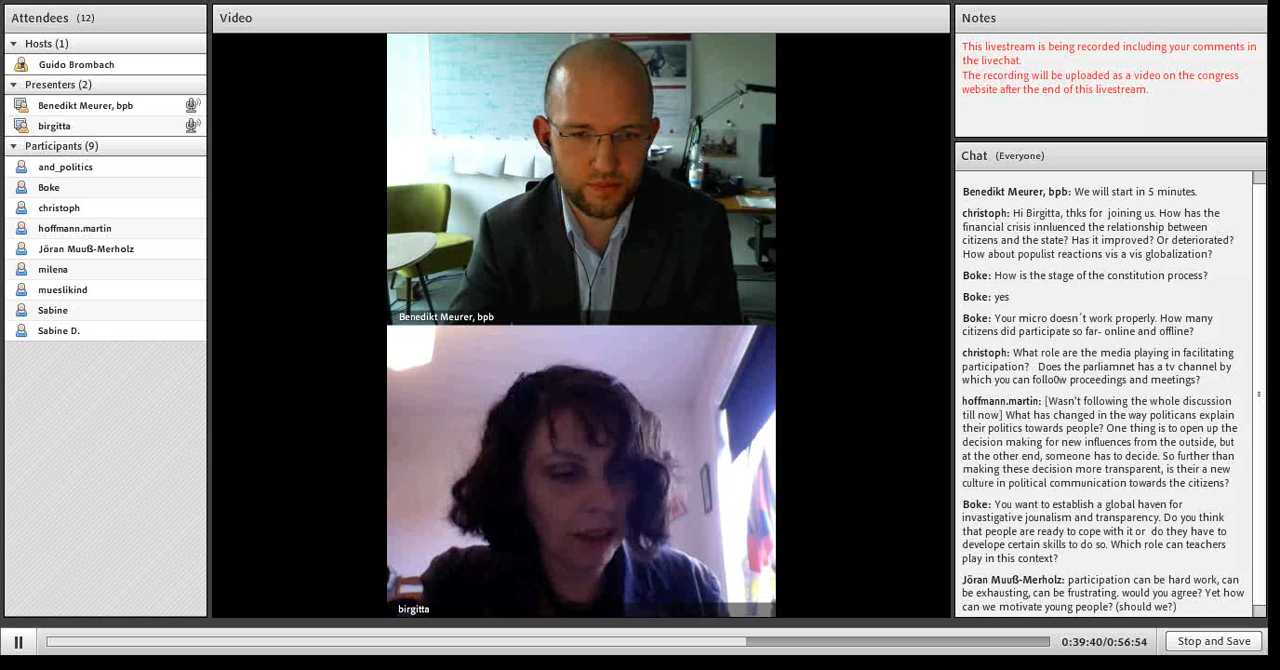 Attendees (12)
Hosts (1)
Guido Brombach
Presenters (2)
Benedikt Meurer, bpb
birgitta
Participants (9)
and_politics
Boke
christoph
hoffmann.martin
Jöran Muuß-Merholz
milena
mueslikind
Sabine
Sabine D.
Video
Benedikt Meurer, bpb
birgitta
Notes
This livestream is being recorded including your comments in
the livechat.
The recording will be uploaded as a video on the congress
website after the end of this livestream.
Chat (Everyone)
Benedikt Meurer, bpb: We will start in 5 minutes.
christoph: Hi Birgitta, thks for  joining us. How has the
financial crisis innluenced the relationship between
citizens and the state? Has it improved? Or deteriorated?
How about populist reactions vis a vis globalization?
Boke: How is the stage of the constitution process?
Boke: yes
Boke: Your micro doesn´t work properly. How many
citizens did participate so far- online and offline?
christoph: What role are the media playing in facilitating
participation?   Does the parliamnet has a tv channel by
which you can follo0w proceedings and meetings?
hoffmann.martin: [Wasn't following the whole discussion
till now] What has changed in the way politicans explain
their politics towards people? One thing is to open up the
decision making for new influences from the outside, but
at the other end, someone has to decide. So further than
making these decision more transparent, is their a new
culture in political communication towards the citizens?
Boke: You want to establish a global haven for
invastigative jounalism and transparency. Do you think
that people are ready to cope with it or  do they have to
develope certain skills to do so. Which role can teachers
play in this context?
Jöran Muuß-Merholz: participation can be hard work, can
be exhausting, can be frustrating. would you agree? Yet how
can we motivate young people? (should we?)
0:39:40/0:56:54
Stop and Save